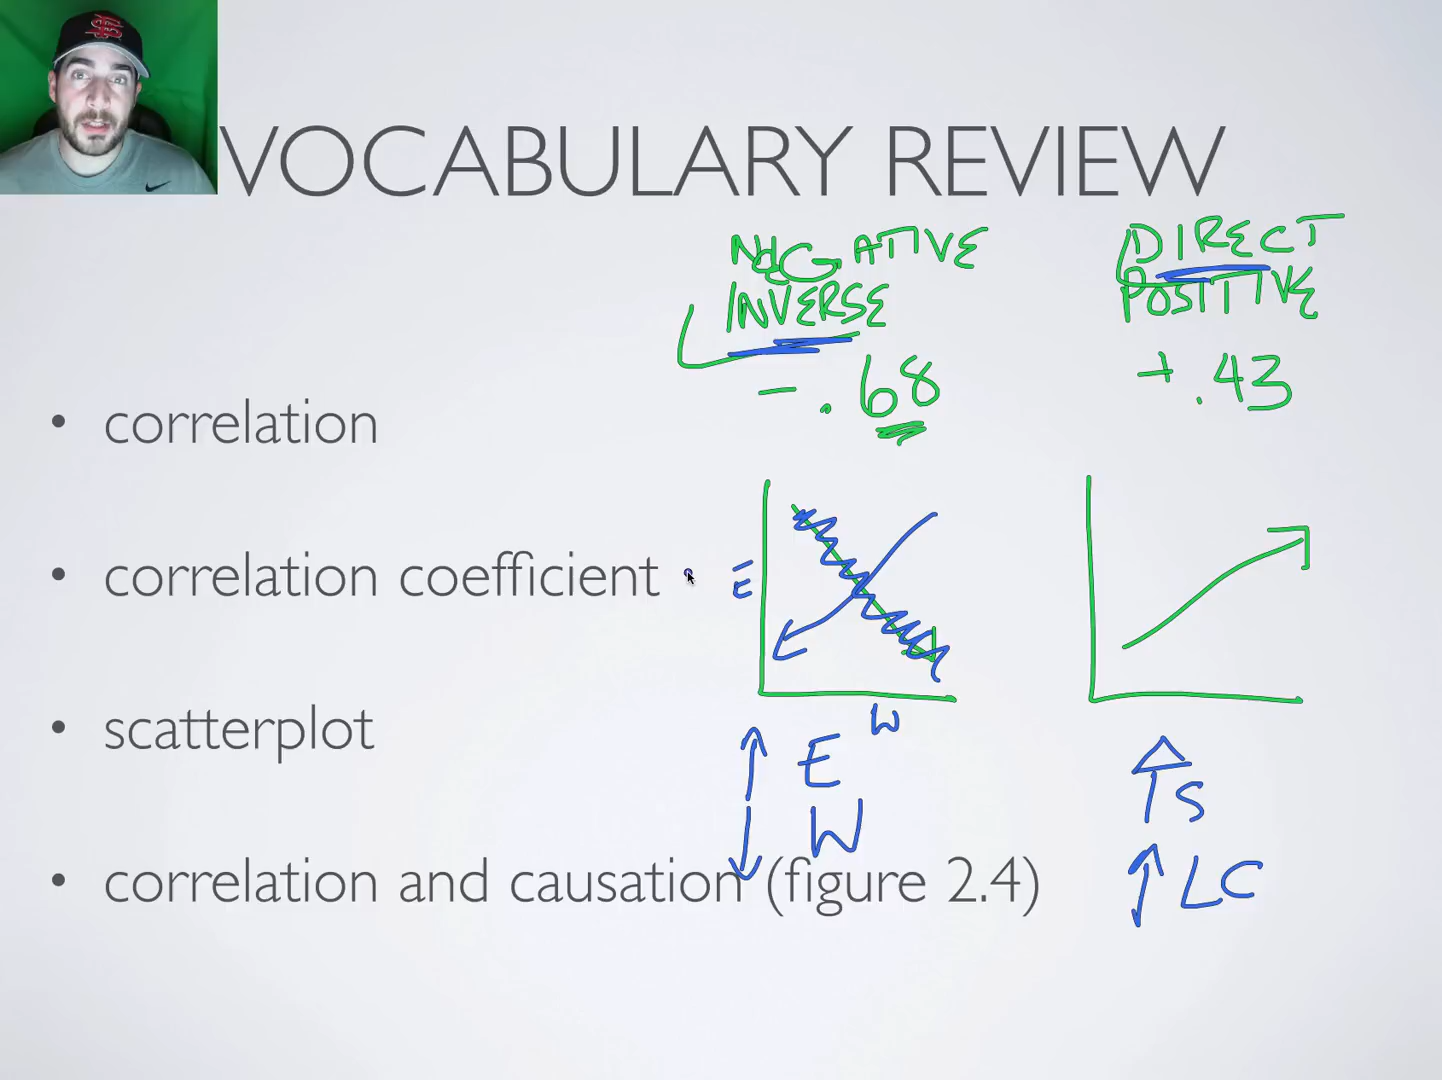 VOCABULARY REVIEW
NEGATIVE
INVERSE
- .68
DIRECT
POSITIVE
+ .43
• correlation
• correlation coefficient
• scatterplot
• correlation and causation (figure 2.4)
E
W
E
W
S
LC